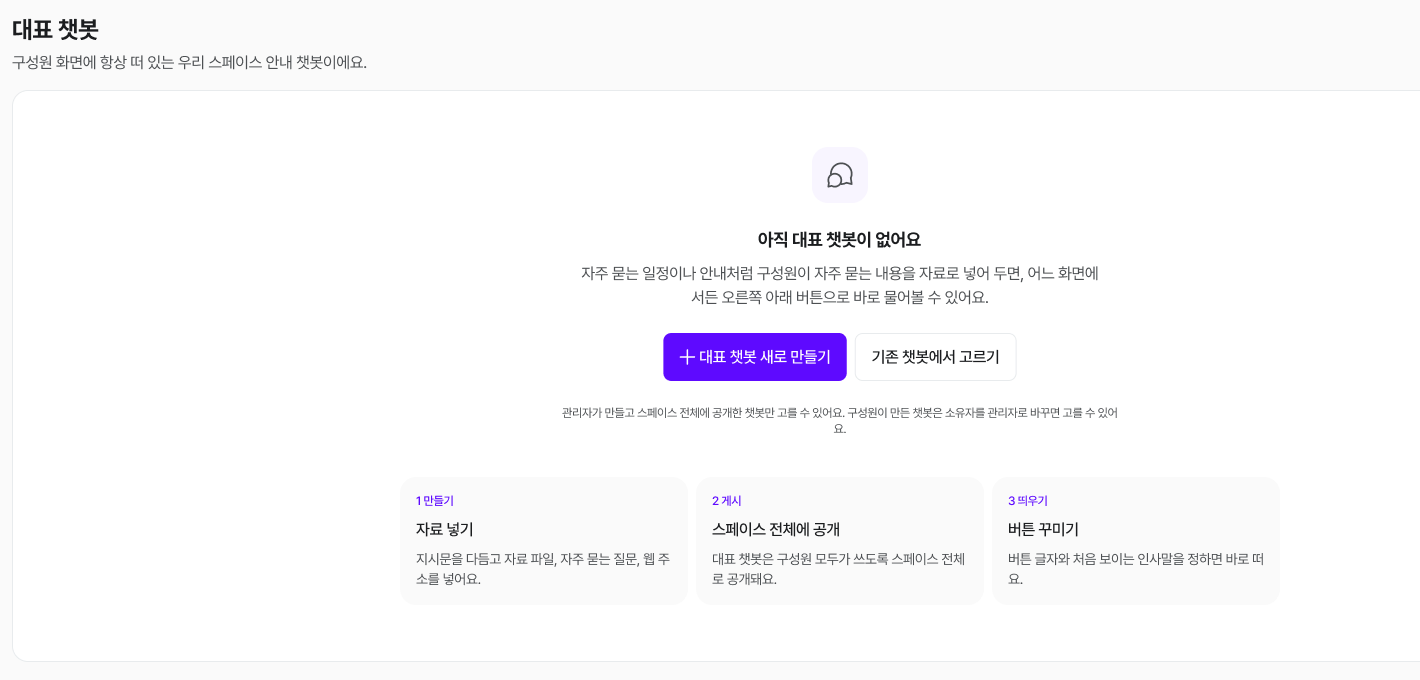 대표 챗봇
구성원 화면에 항상 떠 있는 우리 스페이스 안내 챗봇이에요.
아직 대표 챗봇이 없어요
자주 묻는 일정이나 안내처럼 구성원이 자주 묻는 내용을 자료로 넣어 두면, 어느 화면에
서든 오른쪽 아래 버튼으로 바로 물어볼 수 있어요.
+ 대표 챗봇 새로 만들기
기존 챗봇에서 고르기
관리자가 만들고 스페이스 전체에 공개한 챗봇만 고를 수 있어요. 구성원이 만든 챗봇은 소유자를 관리자로 바꾸면 고를 수 있어
요.
1 만들기
자료 넣기
지시문을 다듬고 자료 파일, 자주 묻는 질문, 웹 주
소를 넣어요.
2 게시
스페이스 전체에 공개
대표 챗봇은 구성원 모두가 쓰도록 스페이스 전체
로 공개돼요.
3 띄우기
버튼 꾸미기
버튼 글자와 처음 보이는 인사말을 정하면 바로 떠
요.